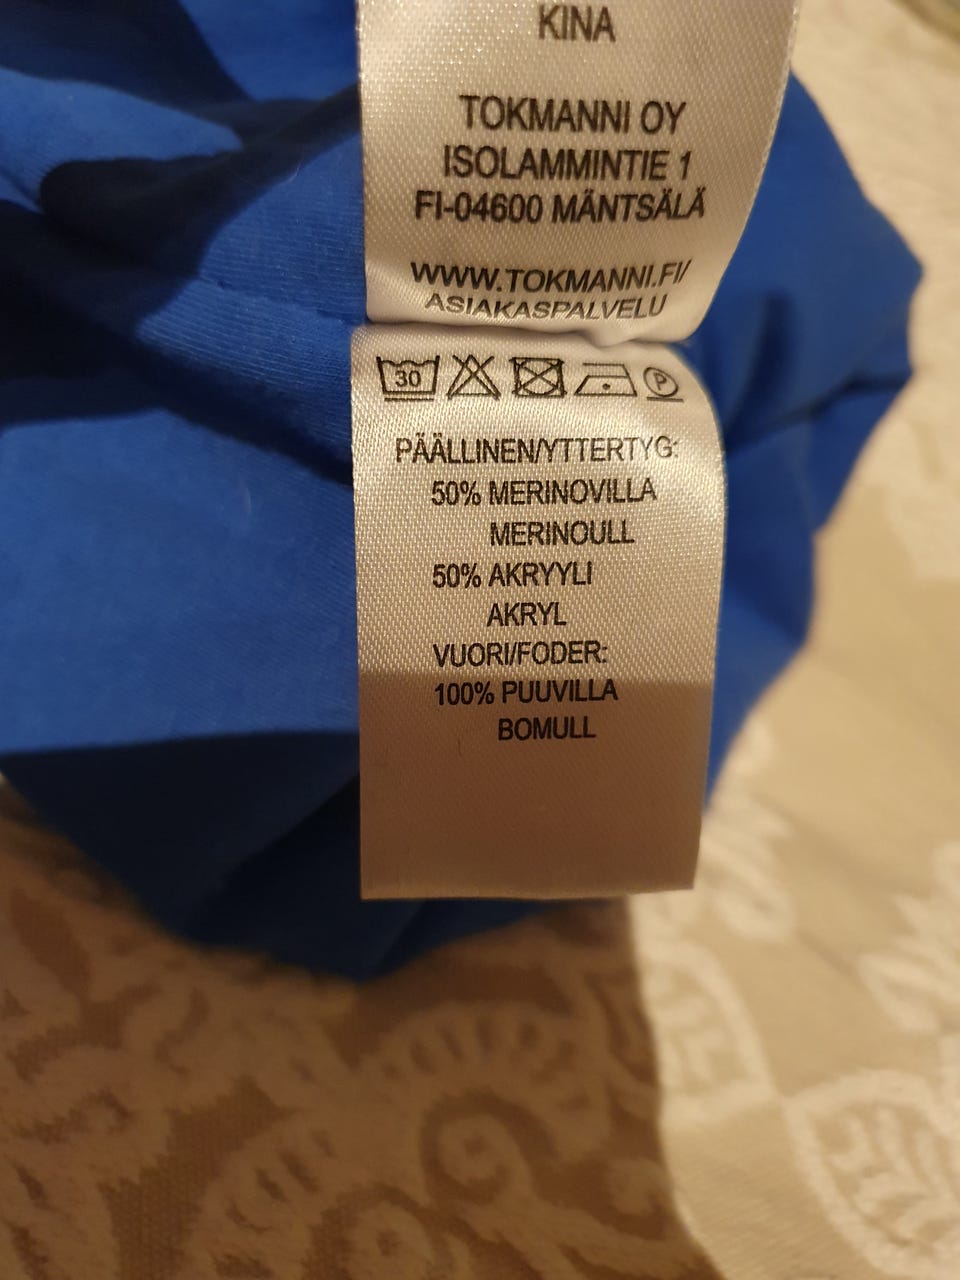 KINA
TOKMANNI OY
ISOLAMMINTIE 1
FI-04600 MÄNTSÄLÄ
WWW.TOKMANNI.FI/
ASIAKASPALVELU
30 P
PÄÄLLINEN/YTTERTYG:
50% MERINOVILLA
MERINOULL
50% AKRYYLI
AKRYL
VUORI/FODER:
100% PUUVILLA
BOMULL